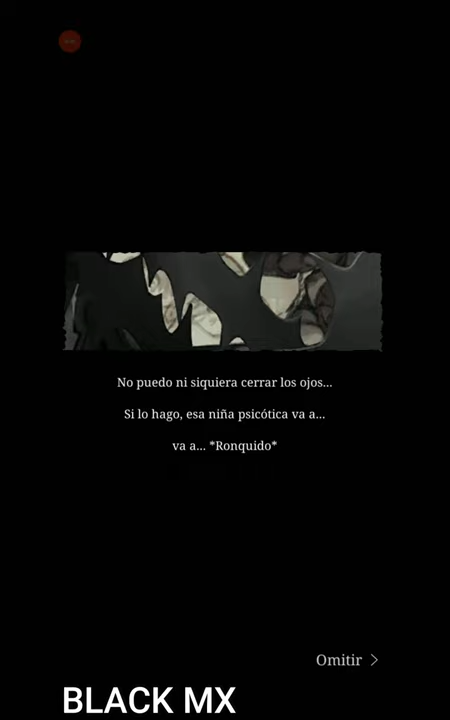 No puedo ni siquiera cerrar los ojos...
Si lo hago, esa niña psicótica va a...
va a... *Ronquido*
Omitir
BLACK MX